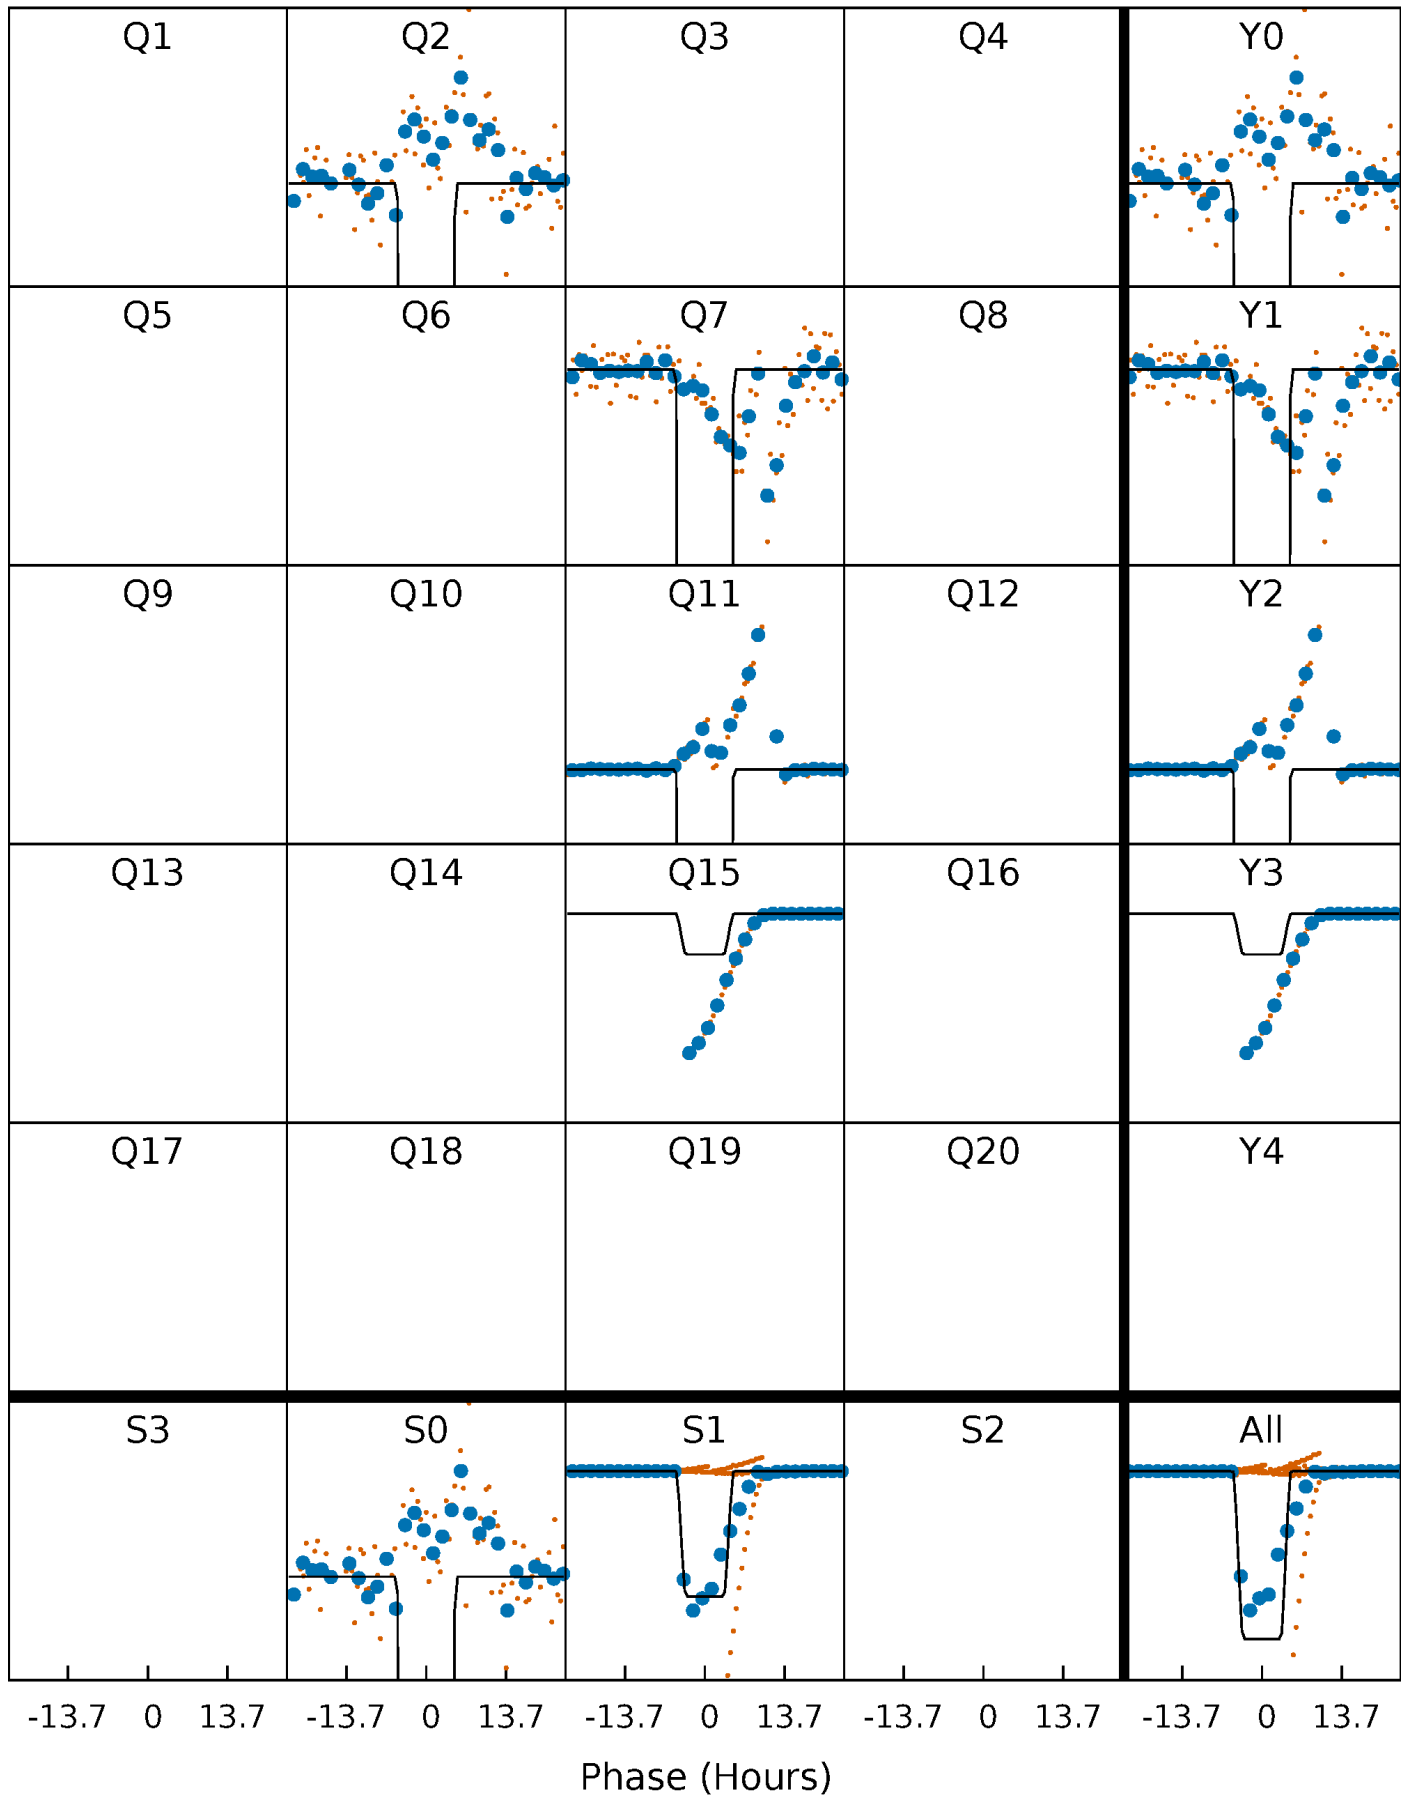 Q1 Q2 Q3 Q4 Y0
Q5 Q6 Q7 Q8 Y1
Q9 Q10 Q11 Q12 Y2
Q13 Q14 Q15 Q16 Y3
Q17 Q18 Q19 Q20 Y4
S3 S0 S1 S2 All
-13.7 0 13.7 -13.7 0 13.7 -13.7 0 13.7 -13.7 0 13.7 -13.7 0 13.7
Phase (Hours)